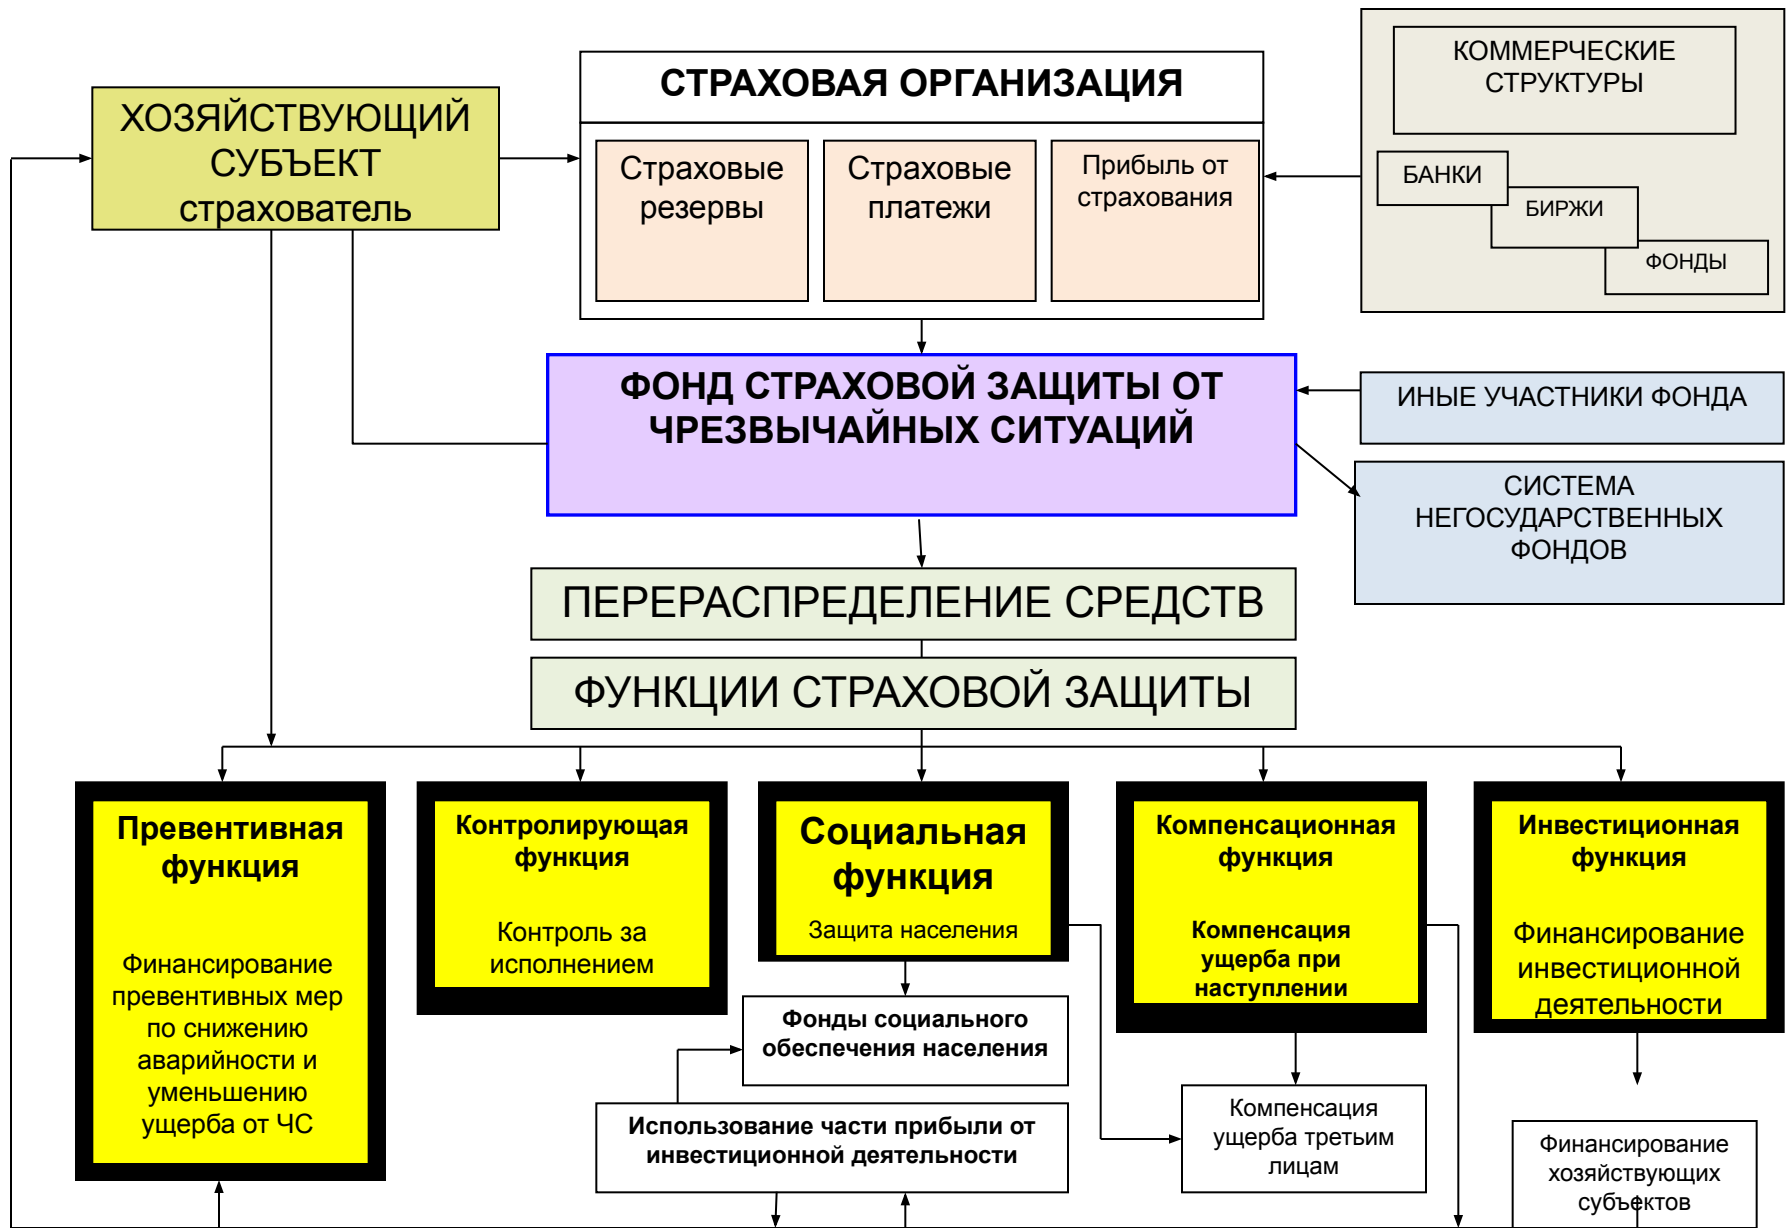 СТРАХОВАЯ ОРГАНИЗАЦИЯ
КОММЕРЧЕСКИЕ
СТРУКТУРЫ
ХОЗЯЙСТВУЮЩИЙ
СУБЪЕКТ
страхователь
Страховые
резервы
Страховые
платежи
Прибыль от
страхования
БАНКИ
БИРЖИ
ФОНДЫ
ФОНД СТРАХОВОЙ ЗАЩИТЫ ОТ
ЧРЕЗВЫЧАЙНЫХ СИТУАЦИЙ
ИНЫЕ УЧАСТНИКИ ФОНДА
СИСТЕМА
НЕГОСУДАРСТВЕННЫХ
ФОНДОВ
ПЕРЕРАСПРЕДЕЛЕНИЕ СРЕДСТВ
ФУНКЦИИ СТРАХОВОЙ ЗАЩИТЫ
Превентивная
функция
Финансирование
превентивных мер
по снижению
аварийности и
уменьшению
ущерба от ЧС
Контролирующая
функция
Контроль за
исполнением
Социальная
функция
Защита населения
Компенсационная
функция
Компенсация
ущерба при
наступлении
Инвестиционная
функция
Финансирование
инвестиционной
деятельности
Фонды социального
обеспечения населения
Использование части прибыли от
инвестиционной деятельности
Компенсация
ущерба третьим
лицам
Финансирование
хозяйствующих
субъектов